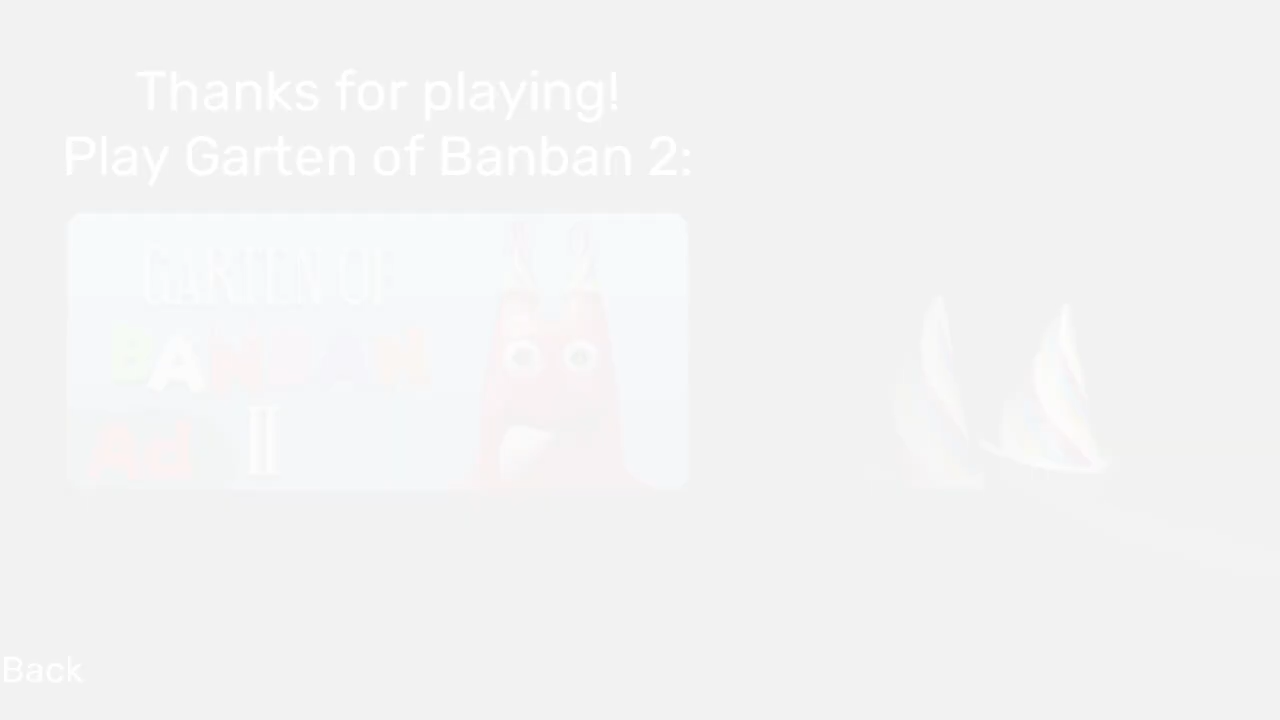 Thanks for playing!
Play Garten of Banban 2:
GARTEN OF
BANBAN
II
Ad
Back